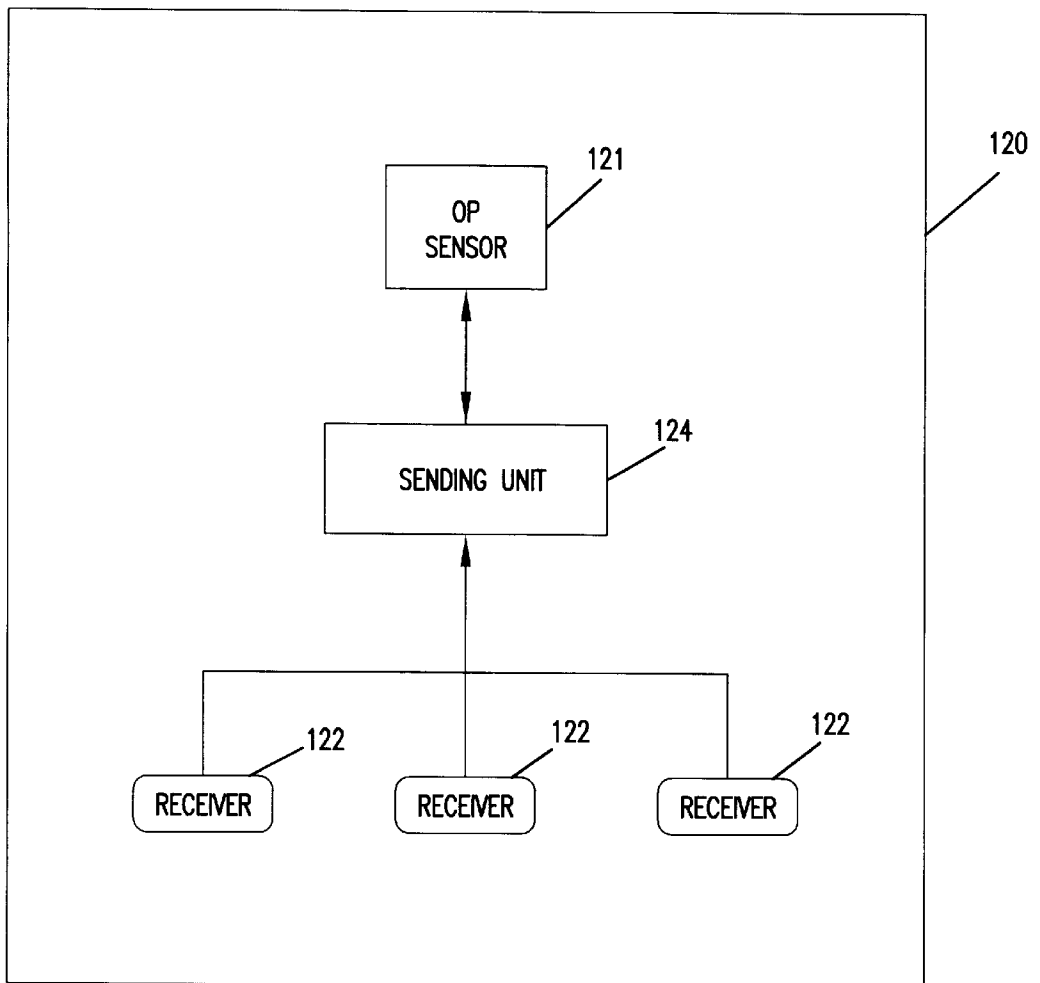 120
121
OP
SENSOR
124
SENDING UNIT
122
122
122
RECEIVER
RECEIVER
RECEIVER